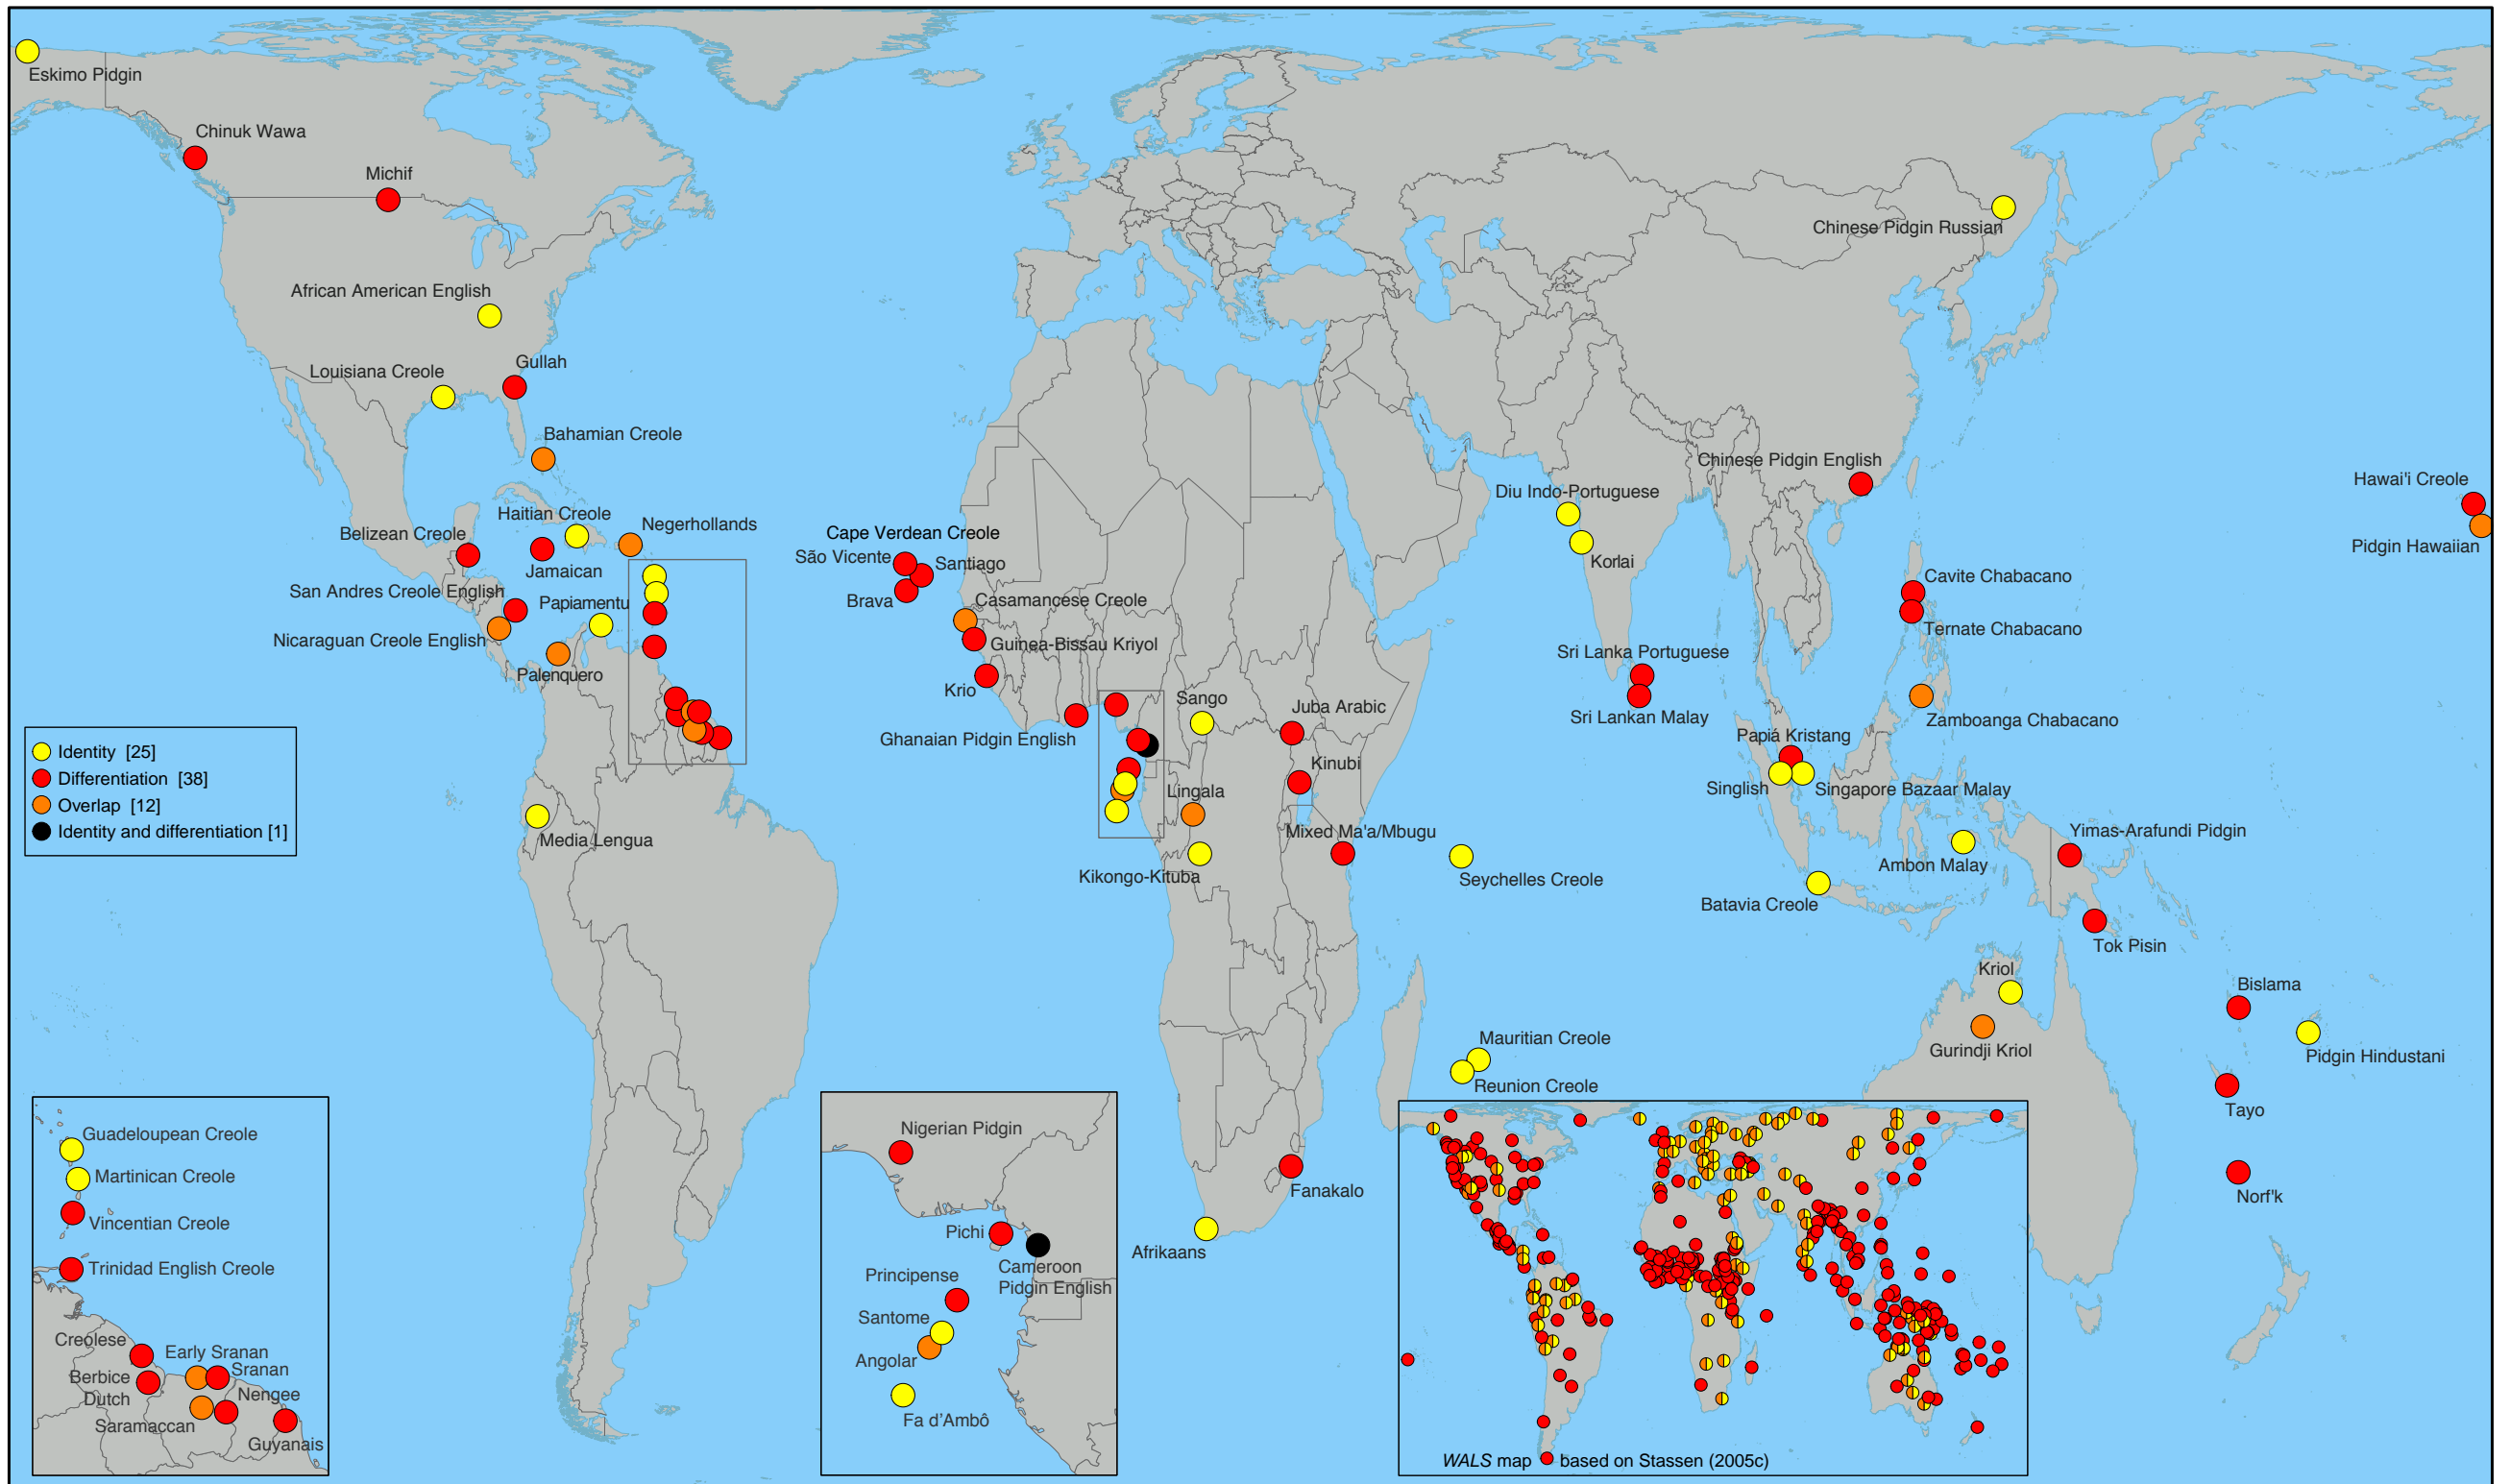 Eskimo Pidgin
Chinuk Wawa
Michif
Chinese Pidgin Russian
African American English
Gullah
Louisiana Creole
Bahamian Creole
Chinese Pidgin English
Hawai'i Creole
Diu Indo-Portuguese
Haitian Creole
Negerhollands
Belizean Creole
Cape Verdean Creole
Pidgin Hawaiian
São Vicente
Santiago
Korlai
Jamaican
Cavite Chabacano
San Andres Creole English
Papiamentu
Brava
Casamancese Creole
Ternate Chabacano
Nicaraguan Creole English
Guinea-Bissau Kriyol
Sri Lanka Portuguese
Palenquero
Krio
Sango
Juba Arabic
Sri Lankan Malay
Zamboanga Chabacano
Ghanaian Pidgin English
Papiá Kristang
Identity [25]
Differentiation [38]
Overlap [12]
Identity and differentiation [1]
Kinubi
Lingala
Singlish
Singapore Bazaar Malay
Media Lengua
Mixed Ma'a/Mbugu
Yimas-Arafundi Pidgin
Kikongo-Kituba
Seychelles Creole
Ambon Malay
Batavia Creole
Tok Pisin
Kriol
Bislama
Mauritian Creole
Gurindji Kriol
Pidgin Hindustani
Reunion Creole
Tayo
Fanakalo
Norf'k
Afrikaans
Guadeloupean Creole
Martinican Creole
Vincentian Creole
Trinidad English Creole
Creolese
Early Sranan
Sranan
Berbice
Dutch
Nengee
Saramaccan
Guyanais
Nigerian Pidgin
Pichi
Cameroon
Pidgin English
Principense
Santome
Angolar
Fa d'Ambô
WALS map based on Stassen (2005c)